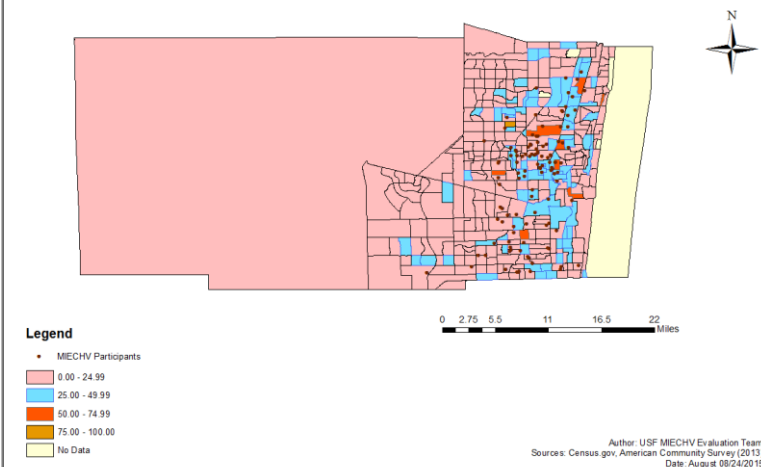 N
0 2.75 5.5 11 16.5 22
Miles
Legend
MIECHV Participants
0.00 - 24.99
25.00 - 49.99
50.00 - 74.99
75.00 - 100.00
No Data
Author: USF MIECHV Evaluation Team
Sources: Census.gov, American Community Survey (2013
Date: August 08/24/2015